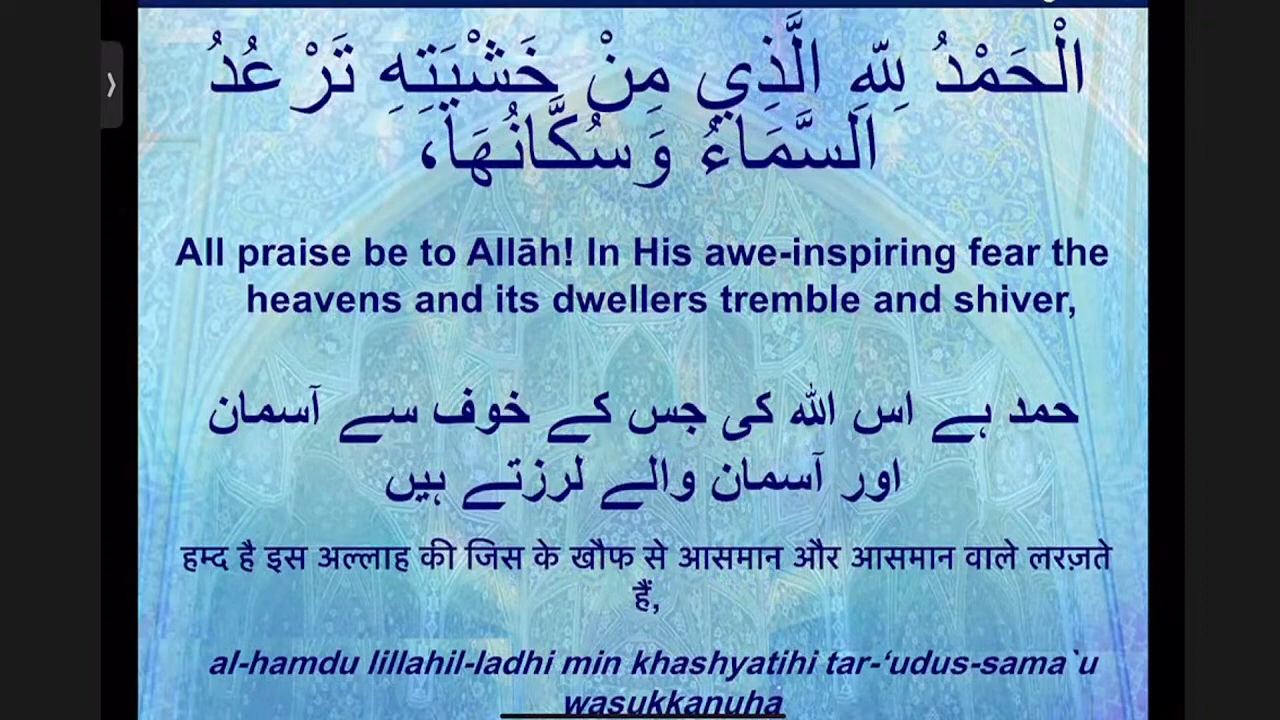 الْحَمْدُ لِلّهِ الَّذِي مِنْ خَشْيَتِهِ تَرْعُدُ
السَّمَاءُ وَسُكَّانُهَا،
All praise be to Allāh! In His awe-inspiring fear the
heavens and its dwellers tremble and shiver,
حمد ہے اس اللہ کی جس کے خوف سے آسمان
اور آسمان والے لرزتے ہیں
हम्द है इस अल्लाह की जिस के खौफ से आसमान और आसमान वाले लरज़ते
हैं,
al-hamdu lillahil-ladhi min khashyatihi tar-‘udus-sama`u
wasukkanuha